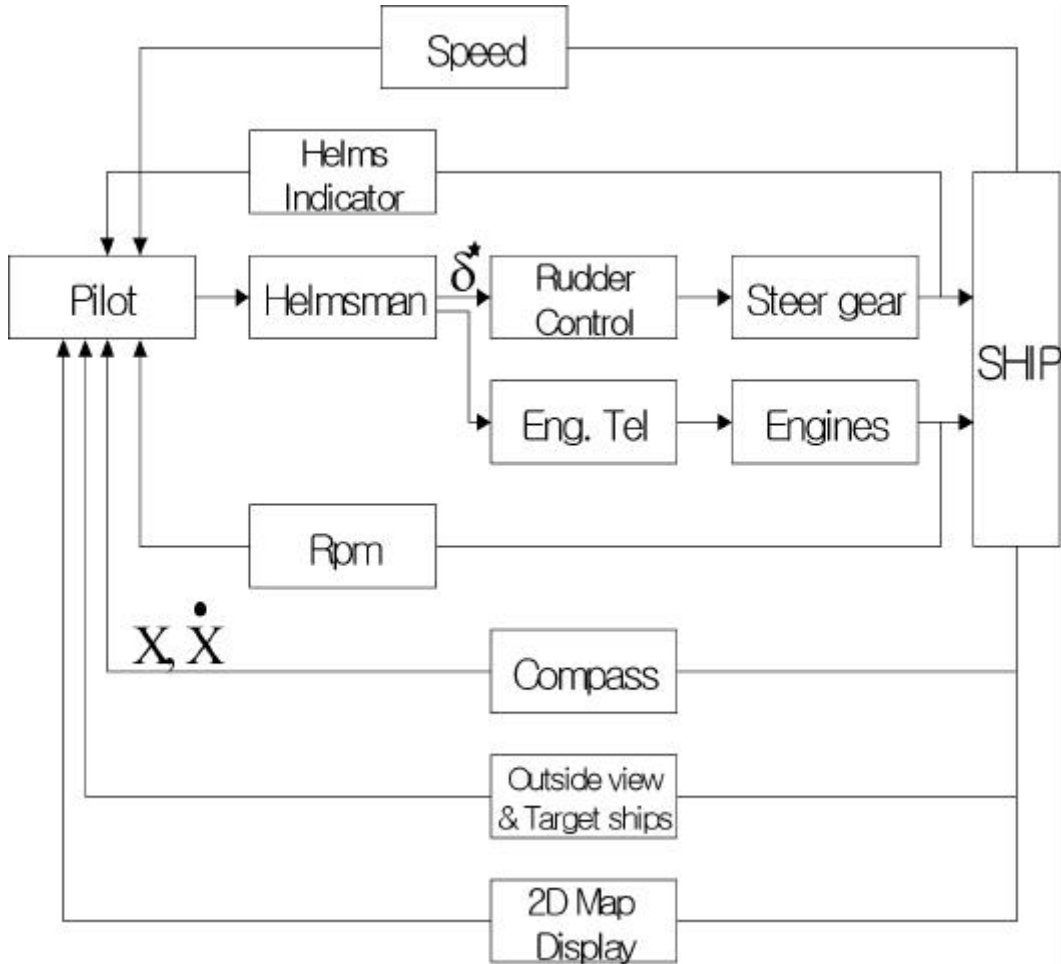 Speed
Helms
Indicator
Pilot
Helmsman
δ*
Rudder
Control
Steer gear
SHIP
Eng. Tel
Engines
Rpm
X, Ẋ
Compass
Outside view
& Target ships
2D Map
Display